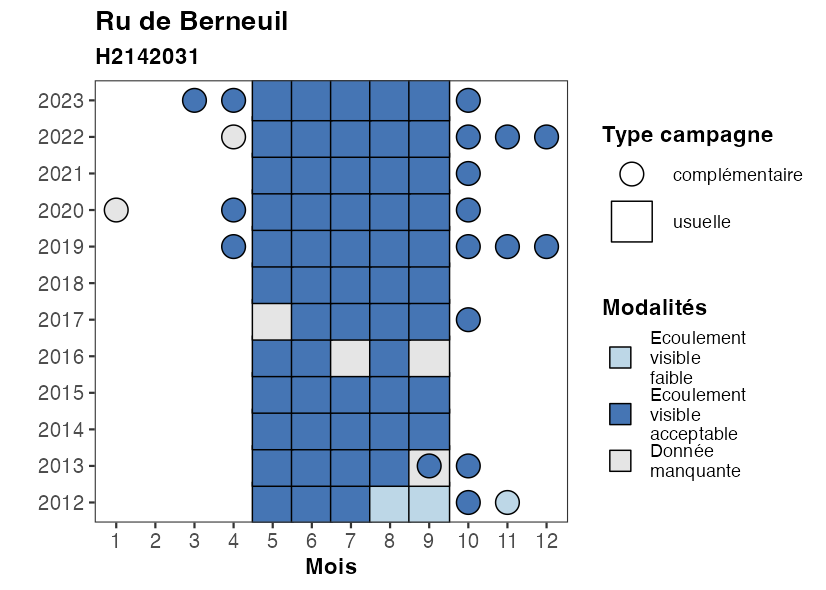 Ru de Berneuil
H2142031
2023
2022
2021
2020
2019
2018
2017
2016
2015
2014
2013
2012
1 2 3 4 5 6 7 8 9 10 11 12
Mois
Type campagne
complémentaire
usuelle
Modalités
Ecoulement
visible
faible
Ecoulement
visible
acceptable
Donnée
manquante